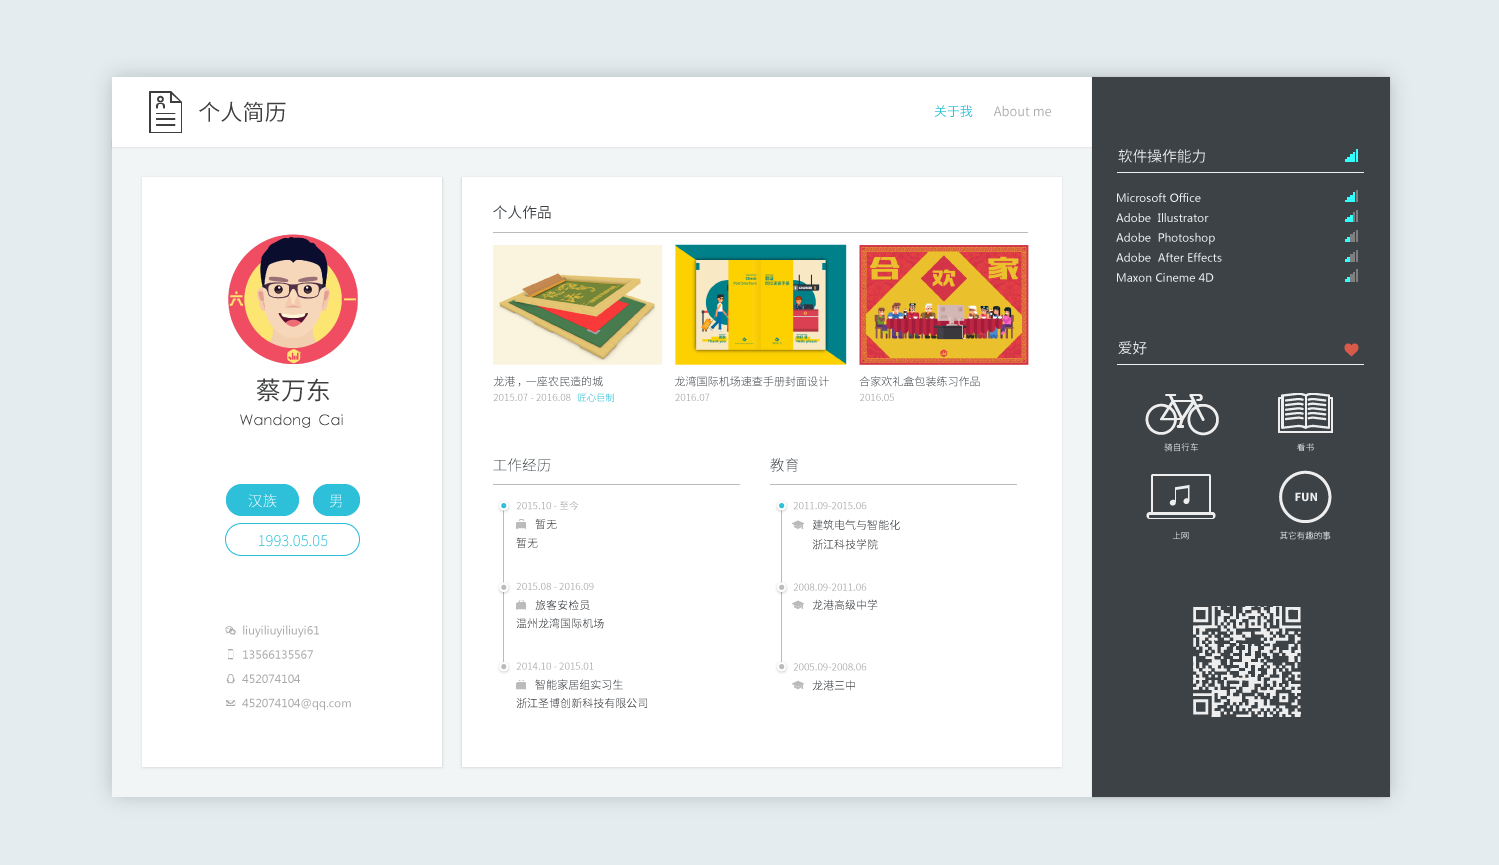 个人简历
关于我 About me
六一
蔡万东
Wandong Cai
汉族 男
1993.05.05
liuyiliuyiliuyi61
13566135567
452074104
452074104@qq.com
个人作品
合欢家
龙港，一座农民造的城
2015.07 - 2016.08 匠心巨制
龙湾国际机场速查手册封面设计
2016.07
合家欢礼盒包装练习作品
2016.05
工作经历
2015.10 - 至今
暂无
暂无
2015.08 - 2016.09
旅客安检员
温州龙湾国际机场
2014.10 - 2015.01
智能家居组实习生
浙江圣博创新科技有限公司
教育
2011.09-2015.06
建筑电气与智能化
浙江科技学院
2008.09-2011.06
龙港高级中学
2005.09-2008.06
龙港三中
软件操作能力
Microsoft Office
Adobe Illustrator
Adobe Photoshop
Adobe After Effects
Maxon Cineme 4D
爱好
骑自行车
看书
上网
FUN
其它有趣的事